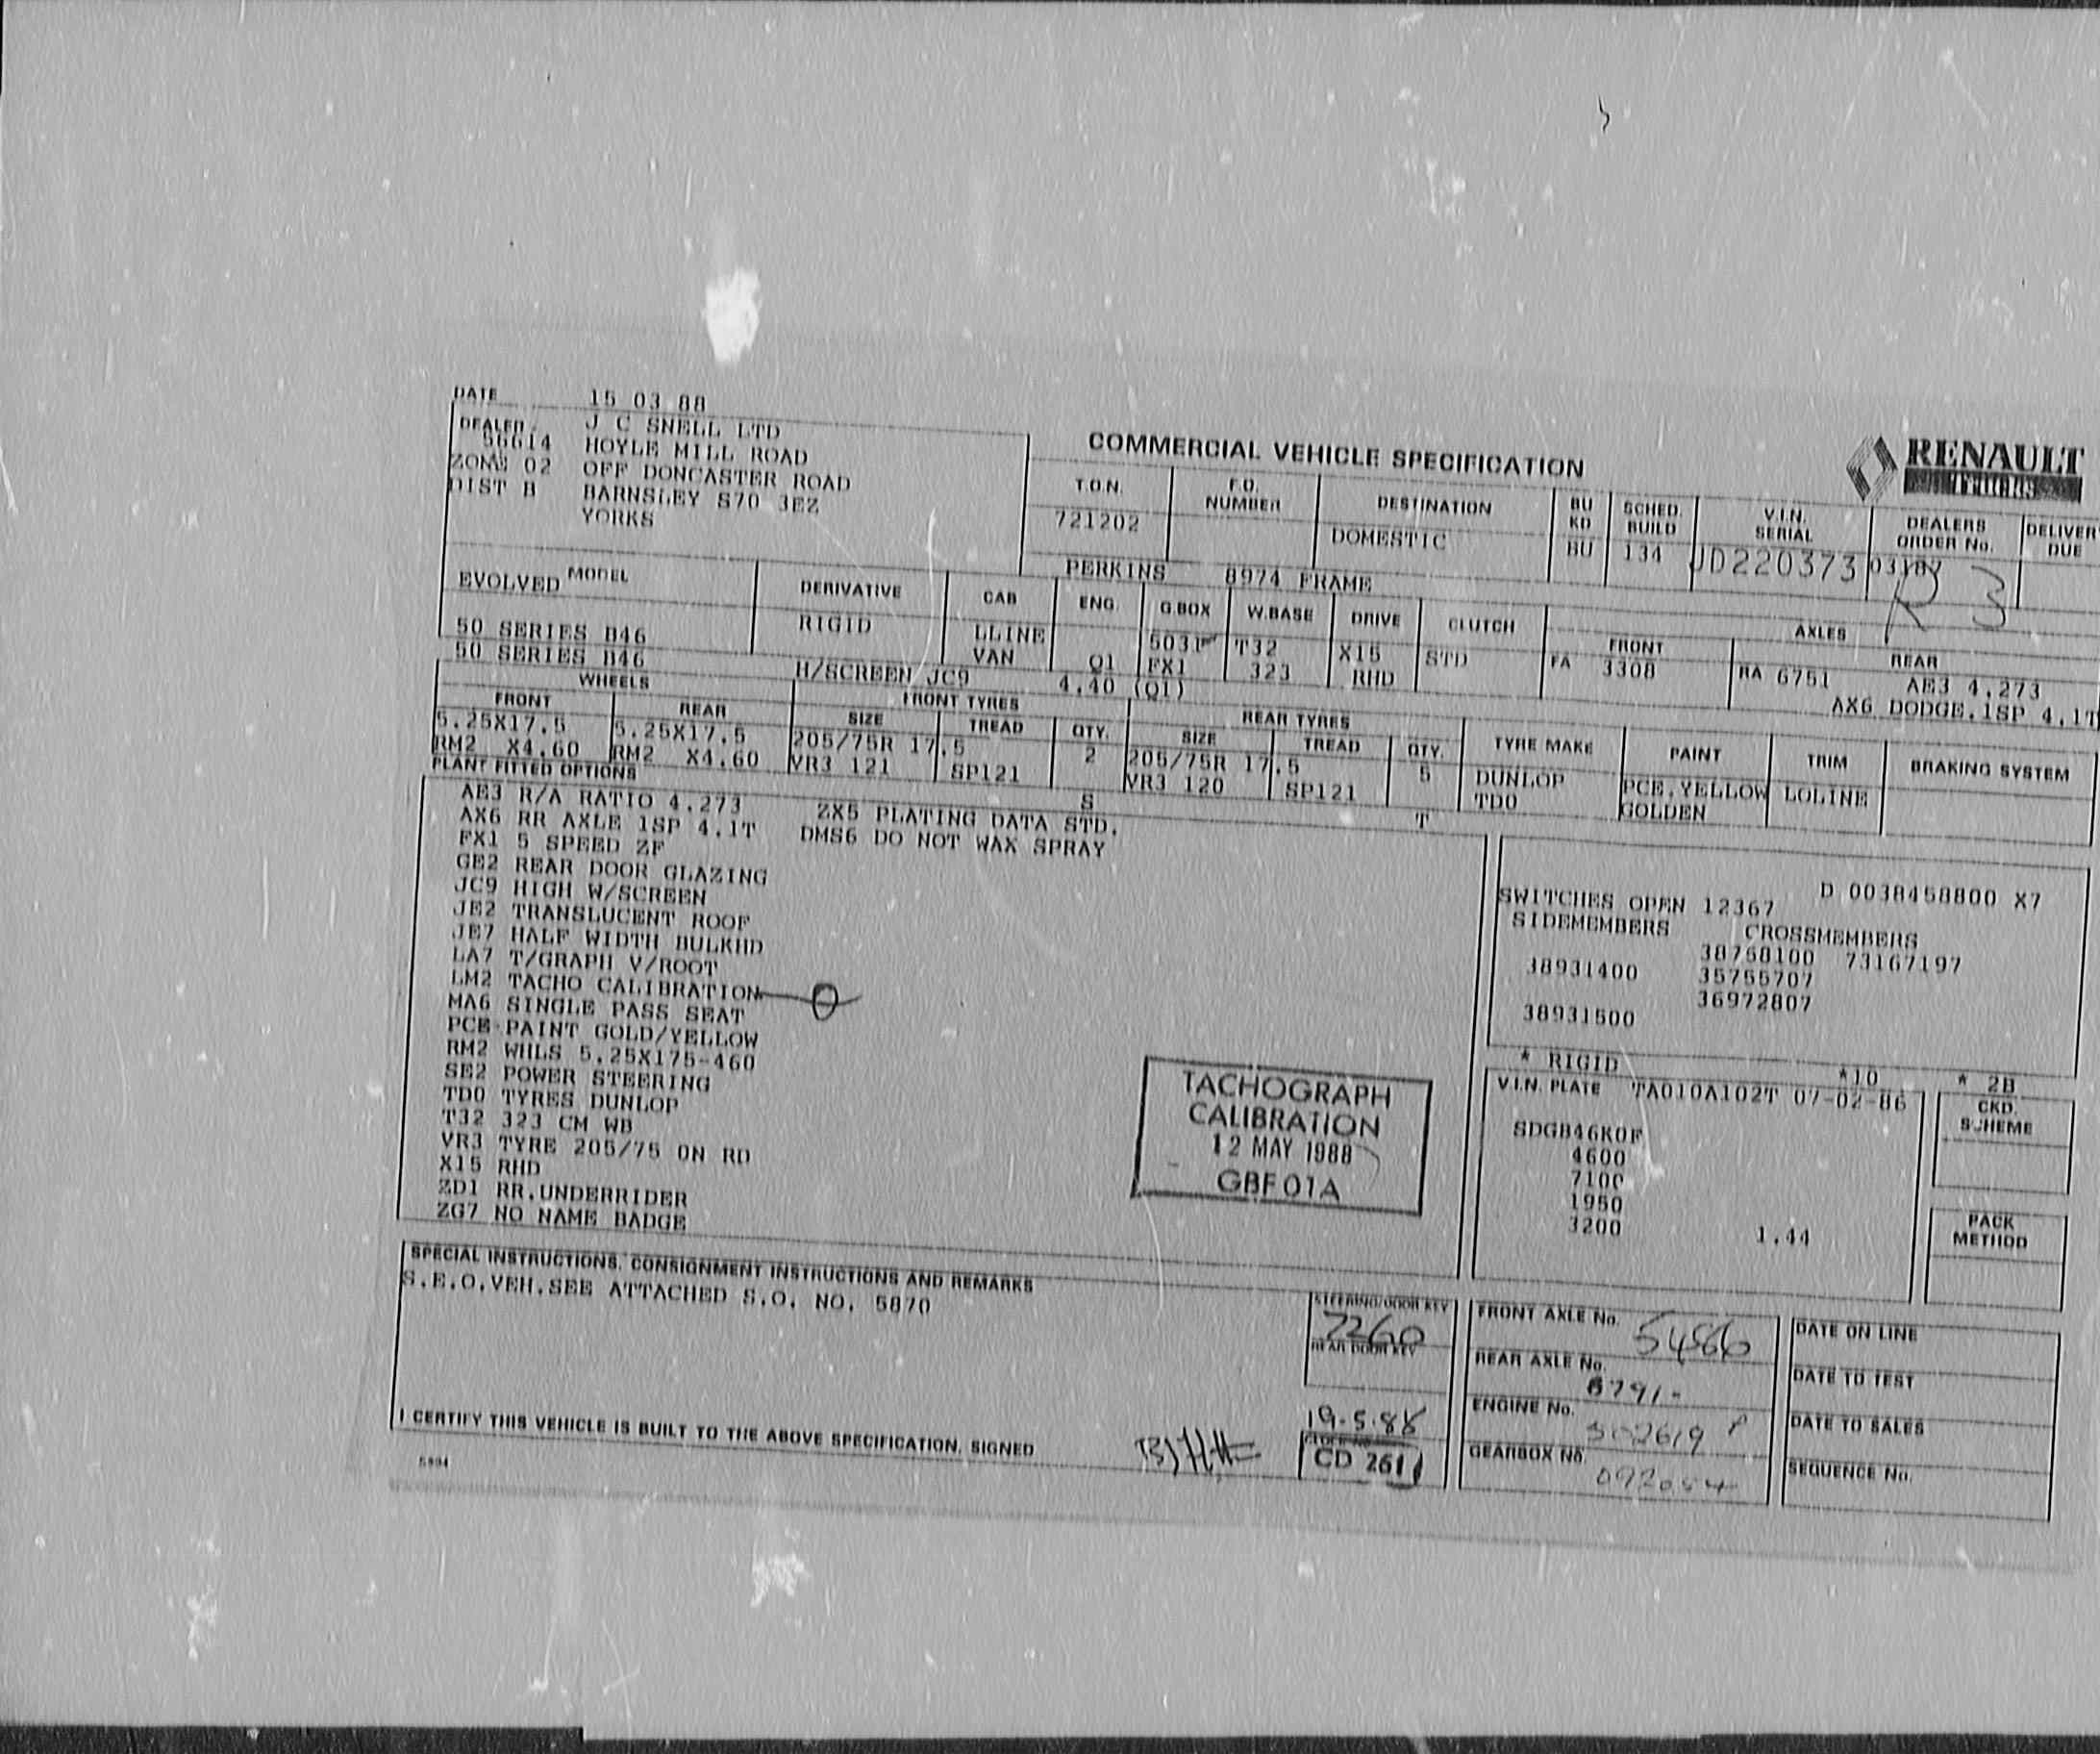 DATE 15 03 88
DEALER. J C SNELL LTD
56614 HOYLE MILL ROAD
ZONE 02 OFF DONCASTER ROAD
DIST B BARNSLEY S70 3EZ
YORKS
COMMERCIAL VEHICLE SPECIFICATION
RENAULT
TRUCKS
T.O.N. F.O. NUMBER DESTINATION BU KD SCHED. BUILD V.I.N. SERIAL DEALERS ORDER No. DELIVERY DUE
721202 DOMESTIC BU 134 JD220373 03187
R 3
PERKINS 8974 FRAME
EVOLVED MODEL DERIVATIVE CAB ENG. G.BOX W.BASE DRIVE CLUTCH AXLES
FRONT REAR
50 SERIES B46 RIGID LLINE 5031 T32 X15 STD FA 3308 RA 6751 AE3 4.273
50 SERIES B46 VAN Q1 FX1 323 RHD AX6 DODGE.1SP 4.1T
H/SCREEN JC9 4.40 (Q1)
WHEELS FRONT TYRES REAR TYRES
FRONT REAR SIZE TREAD QTY. SIZE TREAD QTY. TYRE MAKE PAINT TRIM BRAKING SYSTEM
5.25X17.5 5.25X17.5 205/75R 17.5 2 205/75R 17.5 5 DUNLOP PCE.YELLOW LOLINE
RM2 X4.60 RM2 X4.60 VR3 121 SP121 VR3 120 SP121 TD0 GOLDEN
PLANT FITTED OPTIONS S T
AE3 R/A RATIO 4.273 ZX5 PLATING DATA STD.
AX6 RR AXLE 1SP 4.1T DMS6 DO NOT WAX SPRAY
FX1 5 SPEED ZF
GE2 REAR DOOR GLAZING
JC9 HIGH W/SCREEN
JE2 TRANSLUCENT ROOF
JE7 HALF WIDTH BULKHD
LA7 T/GRAPH V/ROOT
LM2 TACHO CALIBRATION
MA6 SINGLE PASS SEAT
PCE PAINT GOLD/YELLOW
RM2 WHLS 5.25X175-460
SE2 POWER STEERING
TD0 TYRES DUNLOP
T32 323 CM WB
VR3 TYRE 205/75 ON RD
X15 RHD
ZD1 RR.UNDERRIDER
ZG7 NO NAME BADGE
D 0038458800 X7
SWITCHES OPEN 12367
SIDEMEMBERS CROSSMEMBERS
38768100 73167197
38931400 35755707
36972807
38931500
* RIGID *10 * 2B
V.I.N. PLATE TA010A102T 07-02-86
CKD. SCHEME
SDGB46K0F
4600
7100
1950
3200 1.44
PACK METHOD
TACHOGRAPH
CALIBRATION
12 MAY 1988
GBF01A
SPECIAL INSTRUCTIONS. CONSIGNMENT INSTRUCTIONS AND REMARKS
S.E.O.VEH.SEE ATTACHED S.O. NO. 5870
STEERING/DOOR KEY
7260
REAR DOOR KEY
19.5.88
CD 2611
FRONT AXLE No. 5486
REAR AXLE No. 8791
ENGINE No.
GEARBOX No.
DATE ON LINE
DATE TO TEST
DATE TO SALES
SEQUENCE No.
I CERTIFY THIS VEHICLE IS BUILT TO THE ABOVE SPECIFICATION. SIGNED